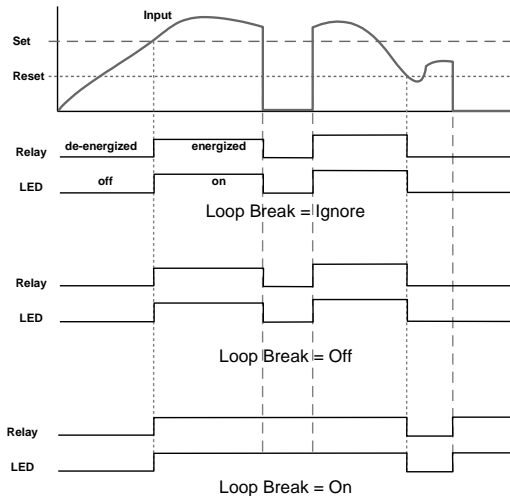 Input
Set
Reset
Relay de-energized energized
LED off on
Loop Break = Ignore
Relay
LED
Loop Break = Off
Relay
LED
Loop Break = On